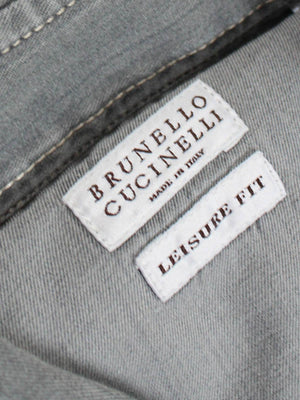 BRUNELLO
CUCINELLI
MADE IN ITALY
LEISURE FIT